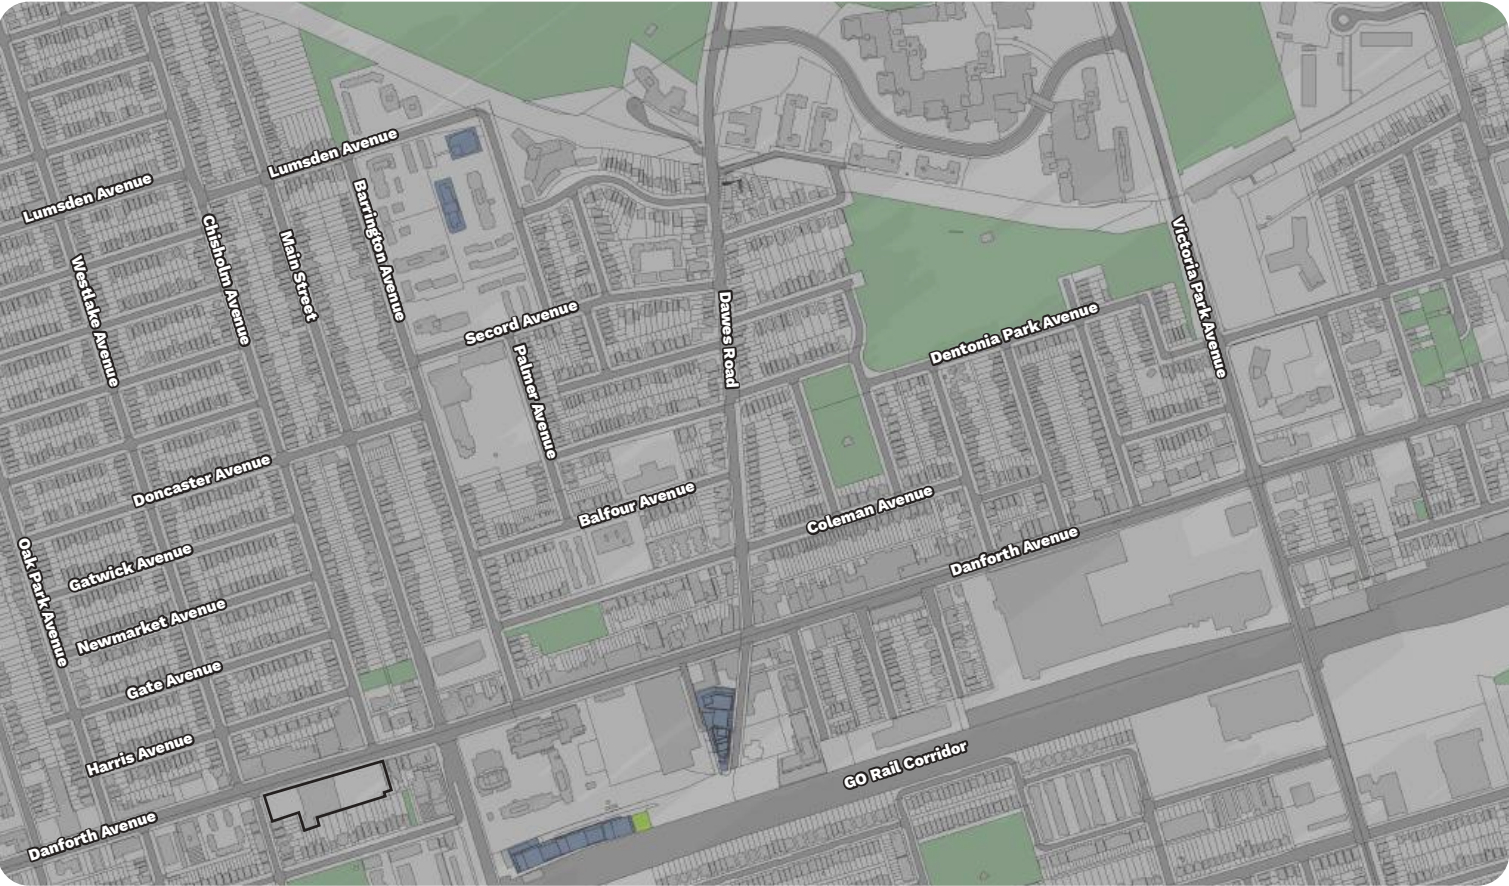 Lumsden Avenue
Lumsden Avenue
Barrington Avenue
Chisholm Avenue
Main Street
Westlake Avenue
Victoria Park Avenue
Secord Avenue
Dawes Road
Dentonia Park Avenue
Palmer Avenue
Doncaster Avenue
Balfour Avenue
Coleman Avenue
Danforth Avenue
Oak Park Avenue
Gatwick Avenue
Newmarket Avenue
Gate Avenue
Harris Avenue
GO Rail Corridor
Danforth Avenue